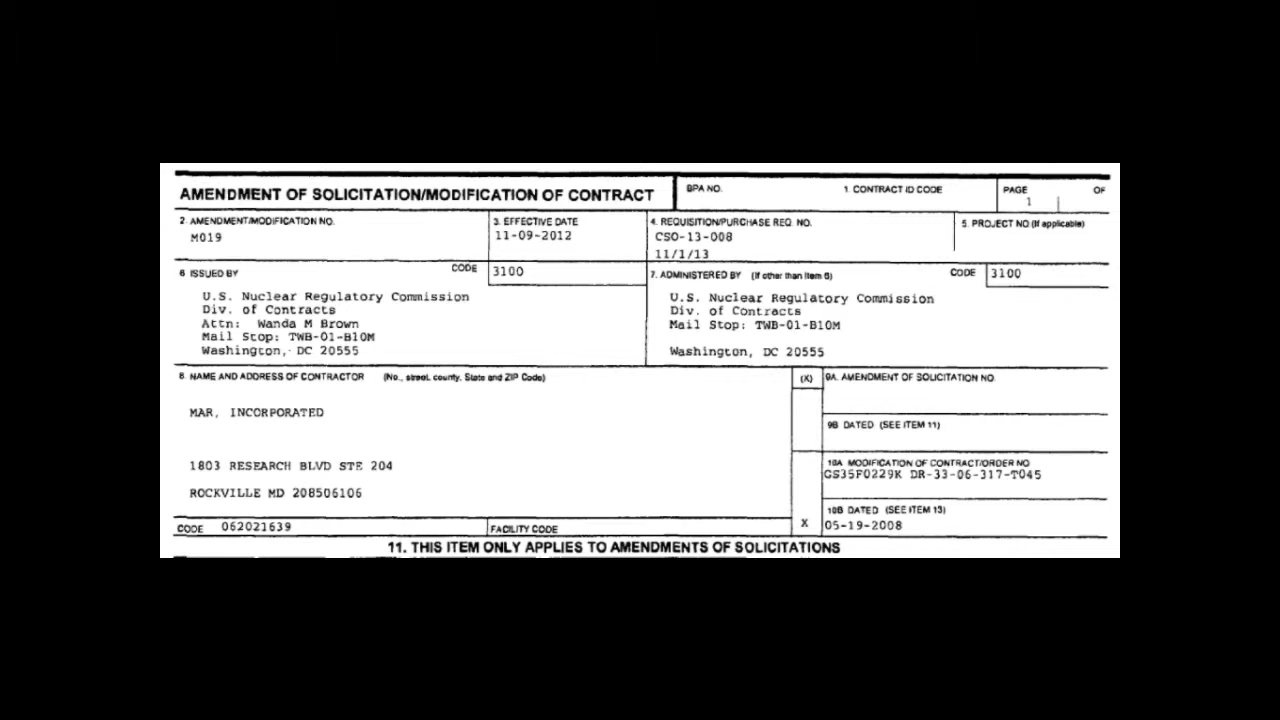 AMENDMENT OF SOLICITATION/MODIFICATION OF CONTRACT
BPA NO.
1. CONTRACT ID CODE
PAGE OF
1
2. AMENDMENT/MODIFICATION NO.
M019
3. EFFECTIVE DATE
11-09-2012
4. REQUISITION/PURCHASE REQ. NO.
CSO-13-008
11/1/13
5. PROJECT NO (If applicable)
6 ISSUED BY
CODE
3100
7. ADMINISTERED BY (If other than Item 6)
CODE
3100
U.S. Nuclear Regulatory Commission
Div. of Contracts
Attn: Wanda M Brown
Mail Stop: TWB-01-B10M
Washington, DC 20555
U.S. Nuclear Regulatory Commission
Div. of Contracts
Mail Stop: TWB-01-B10M
Washington, DC 20555
8. NAME AND ADDRESS OF CONTRACTOR (No., street, county, State and ZIP Code)
MAR, INCORPORATED
1803 RESEARCH BLVD STE 204
ROCKVILLE MD 208506106
CODE 062021639
FACILITY CODE
(X)
9A. AMENDMENT OF SOLICITATION NO.
9B DATED (SEE ITEM 11)
10A MODIFICATION OF CONTRACT/ORDER NO
GS35F0229K DR-33-06-317-T045
10B DATED (SEE ITEM 13)
X
05-19-2008
11. THIS ITEM ONLY APPLIES TO AMENDMENTS OF SOLICITATIONS